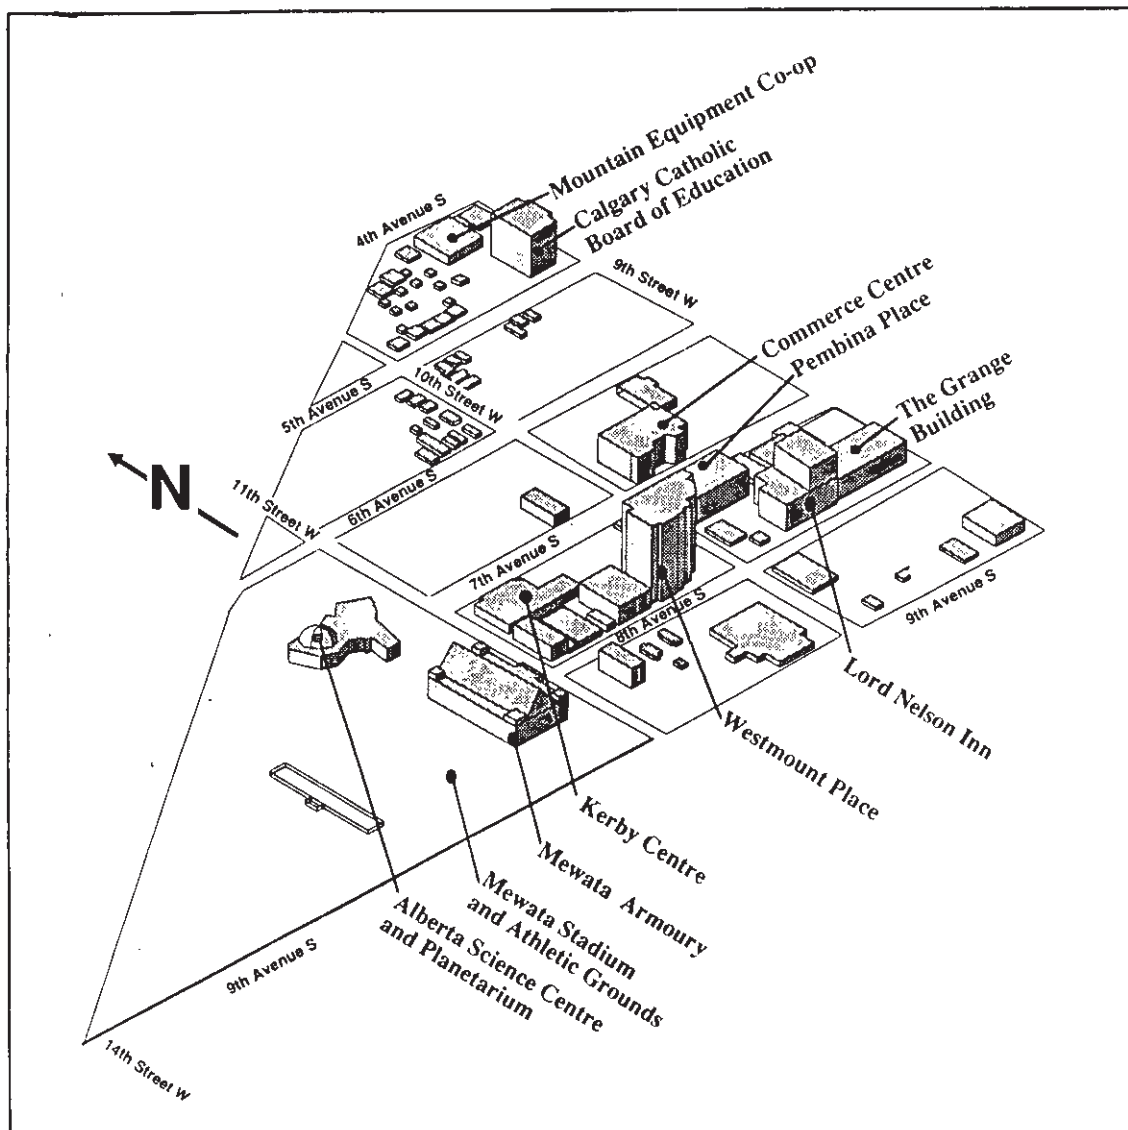 Mountain Equipment Co-op
Calgary Catholic
Board of Education
4th Avenue S
9th Street W
Commerce Centre
Pembina Place
The Grange
Building
5th Avenue S
10th Street W
N
11th Street W
6th Avenue S
7th Avenue S
8th Avenue S
9th Avenue S
Lord Nelson Inn
Westmount Place
Kerby Centre
Mewata Armoury
Mewata Stadium
and Athletic Grounds
Alberta Science Centre
and Planetarium
9th Avenue S
14th Street W